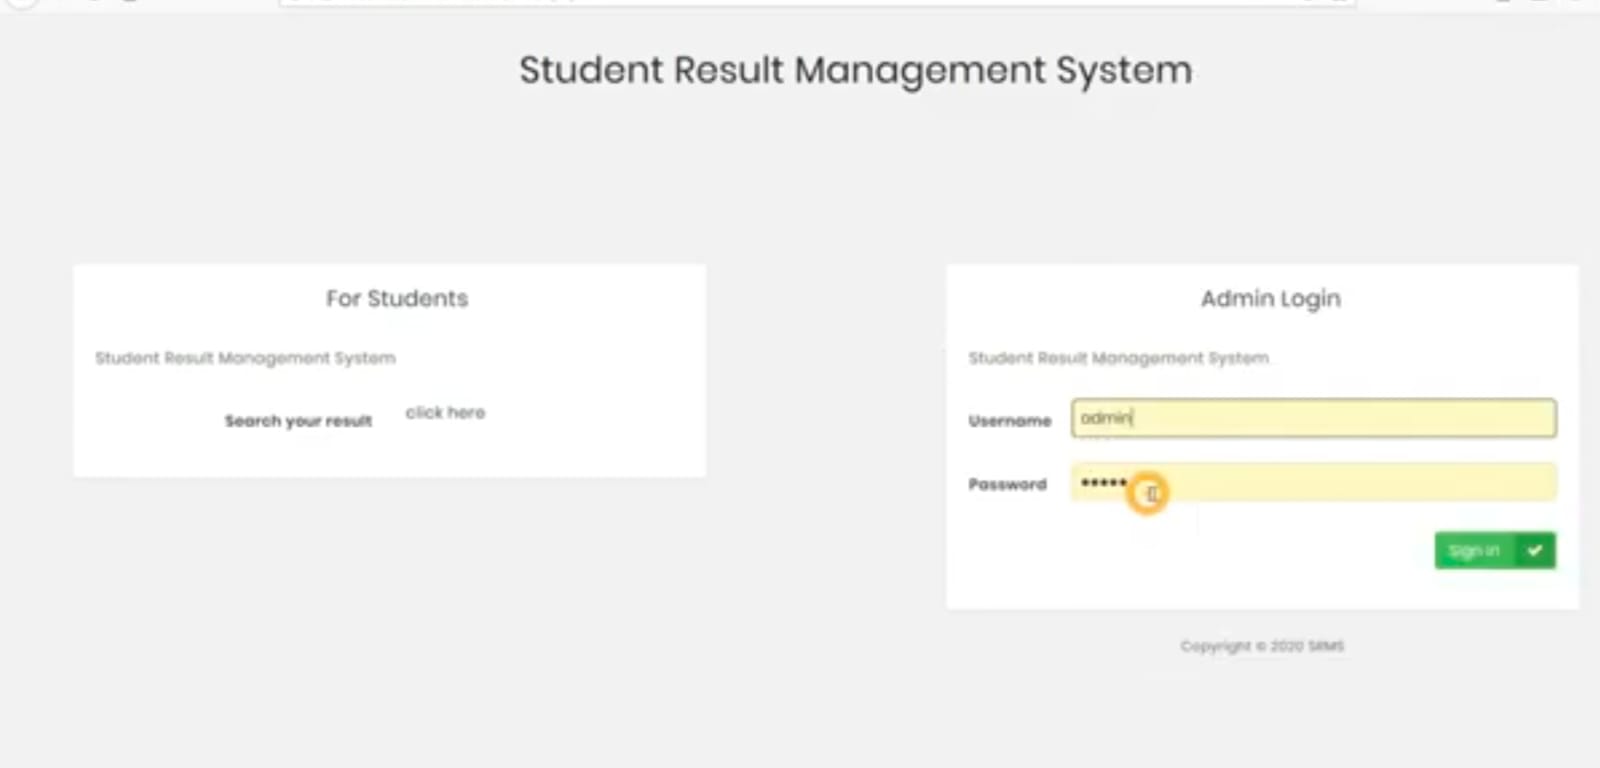 Student Result Management System
For Students
Student Result Management System
Search your result click here
Admin Login
Student Result Management System
Username admin
Password •••••
Sign in
Copyright © 2020 SRMS